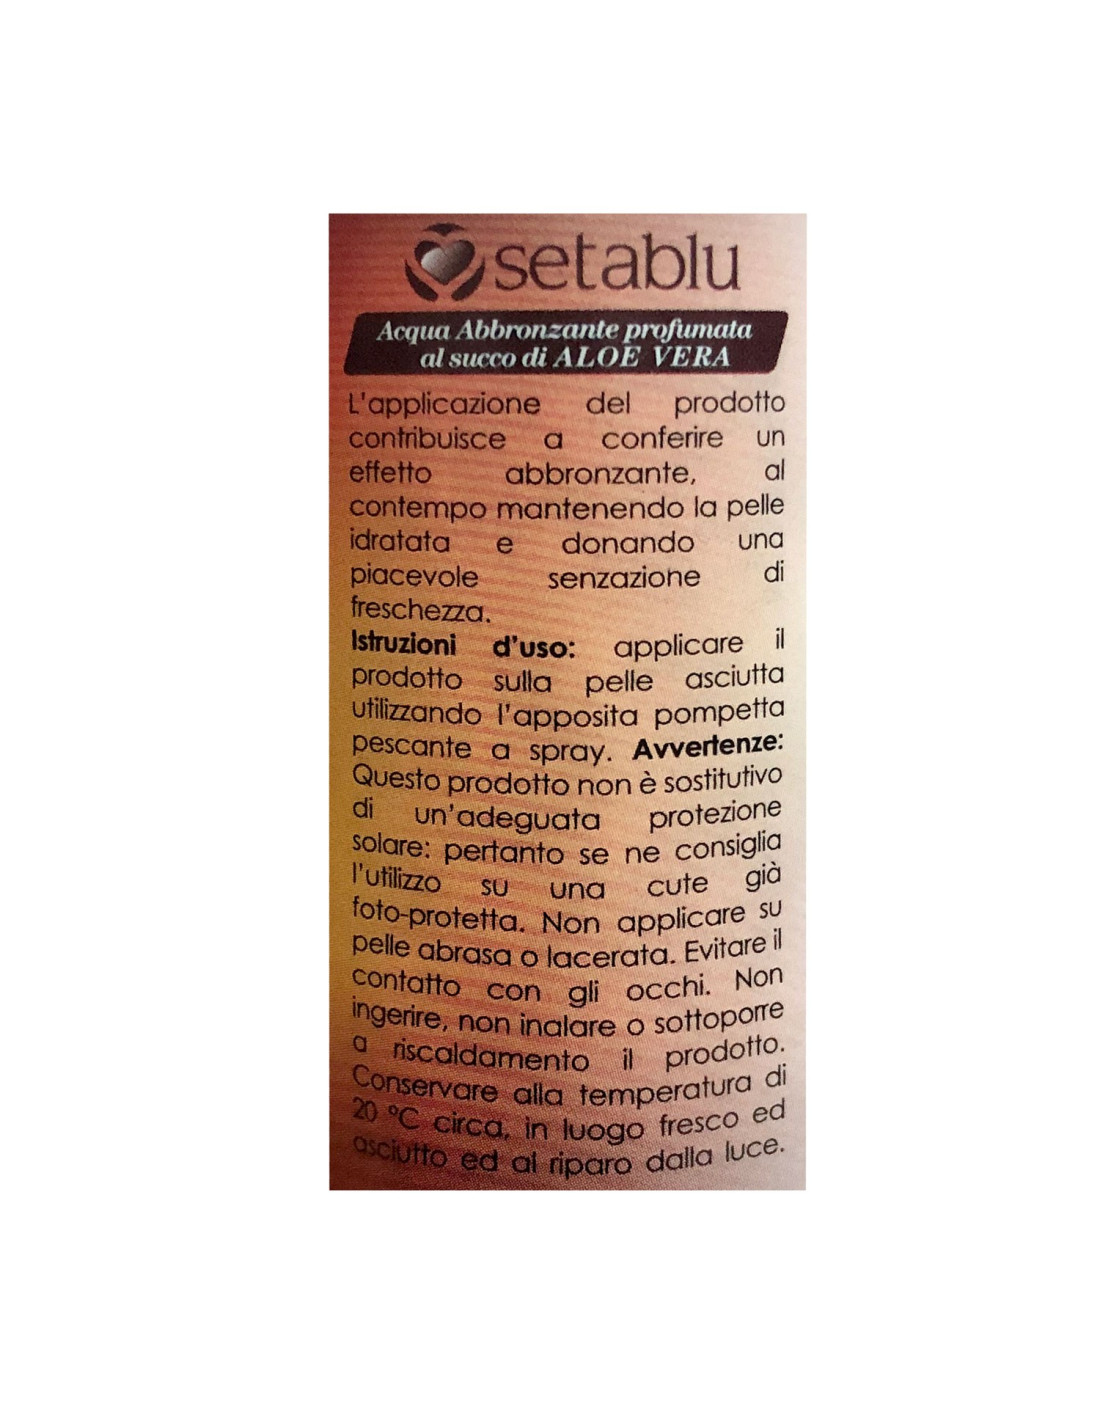 setablu
Acqua Abbronzante profumata
al succo di ALOE VERA
L'applicazione del prodotto
contribuisce a conferire un
effetto abbronzante, al
contempo mantenendo la pelle
idratata e donando una
piacevole senzazione di
freschezza.
Istruzioni d'uso: applicare il
prodotto sulla pelle asciutta
utilizzando l'apposita pompetta
pescante a spray. Avvertenze:
Questo prodotto non è sostitutivo
di un'adeguata protezione
solare: pertanto se ne consiglia
l'utilizzo su una cute già
foto-protetta. Non applicare su
pelle abrasa o lacerata. Evitare il
contatto con gli occhi. Non
ingerire, non inalare o sottoporre
a riscaldamento il prodotto.
Conservare alla temperatura di
20 °C circa, in luogo fresco ed
asciutto ed al riparo dalla luce.